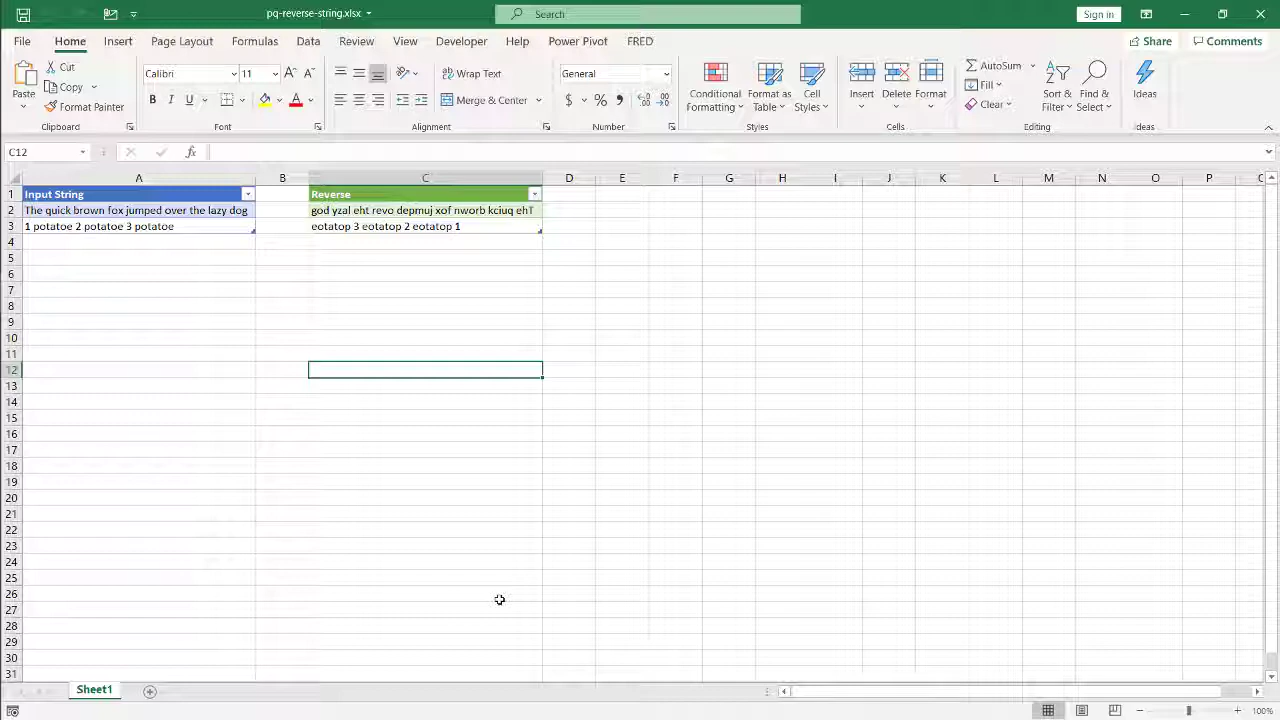 pq-reverse-string.xlsx
Search
Sign in
File Home Insert Page Layout Formulas Data Review View Developer Help Power Pivot FRED Share Comments
Paste Cut Copy Format Painter Clipboard
Calibri 11 A A B I U A Font
Wrap Text Merge & Center Alignment
General $ % , Number
Conditional Formatting Format as Table Cell Styles Styles
Insert Delete Format Cells
AutoSum Fill Clear Sort & Filter Find & Select Editing
Ideas Ideas
C12 fx
A B C D E F G H I J K L M N O P Q
1 Input String Reverse
2 The quick brown fox jumped over the lazy dog god yzal eht revo depmuj xof nworb kciuq ehT
3 1 potatoe 2 potatoe 3 potatoe eotatop 3 eotatop 2 eotatop 1
4
5
6
7
8
9
10
11
12
13
14
15
16
17
18
19
20
21
22
23
24
25
26
27
28
29
30
31
Sheet1
100%